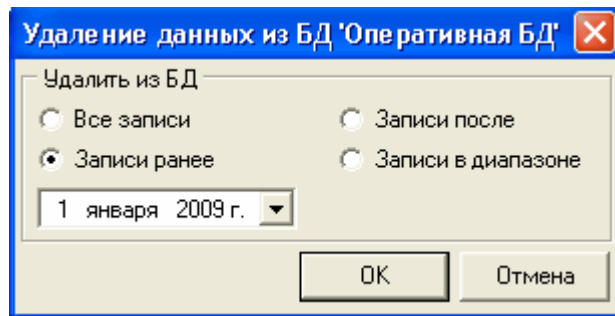 Удаление данных из БД 'Оперативная БД'
Удалить из БД
Все записи
Записи после
Записи ранее
Записи в диапазоне
1 января 2009 г.
OK
Отмена